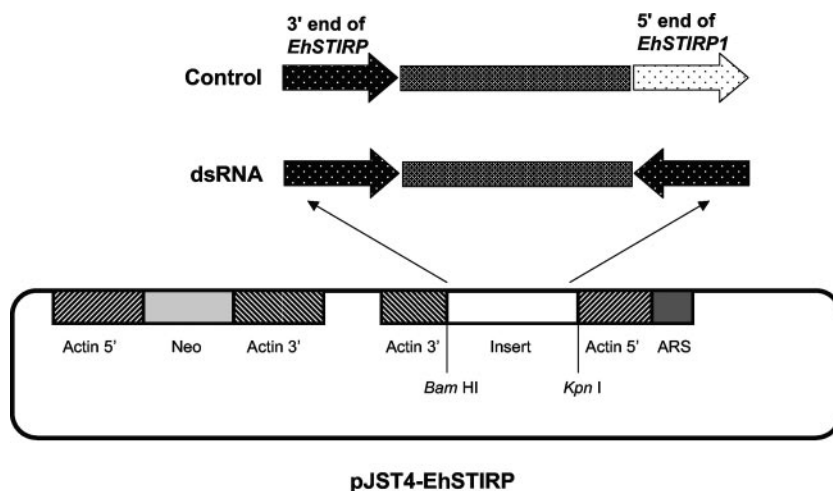 3' end of
EhSTIRP
5' end of
EhSTIRP1
Control
dsRNA
Actin 5' Neo Actin 3' Actin 3' Insert Actin 5' ARS
Bam HI Kpn I
pJST4-EhSTIRP